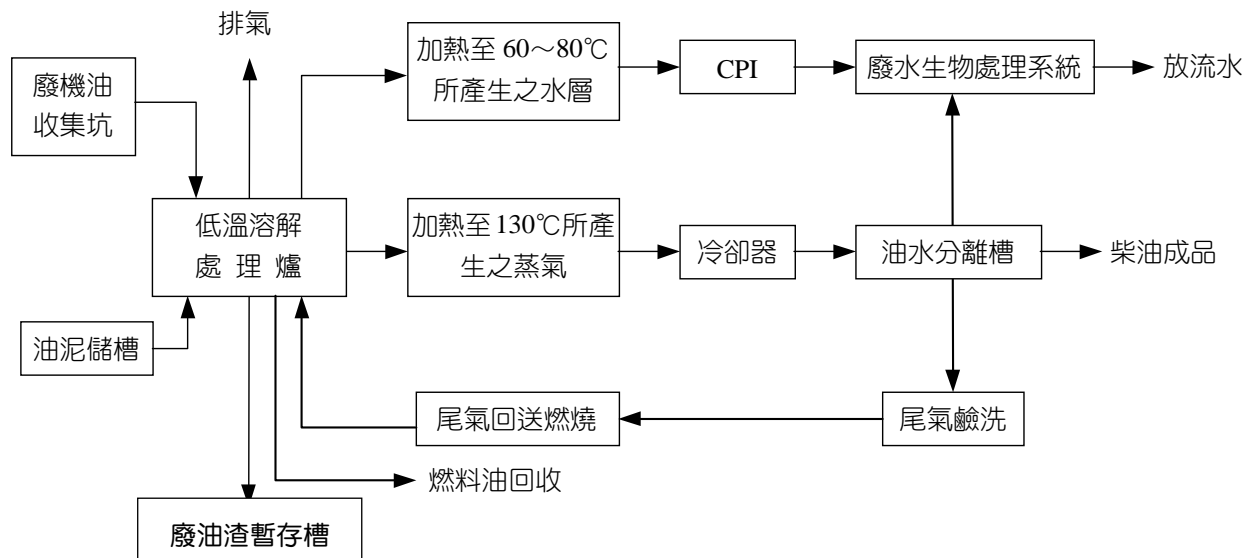 排氣
廢機油
收集坑
加熱至 60～80℃
所產生之水層
CPI
廢水生物處理系統
放流水
低溫溶解
處 理 爐
加熱至 130℃所產
生之蒸氣
冷卻器
油水分離槽
柴油成品
油泥儲槽
尾氣回送燃燒
尾氣鹼洗
燃料油回收
廢油渣暫存槽